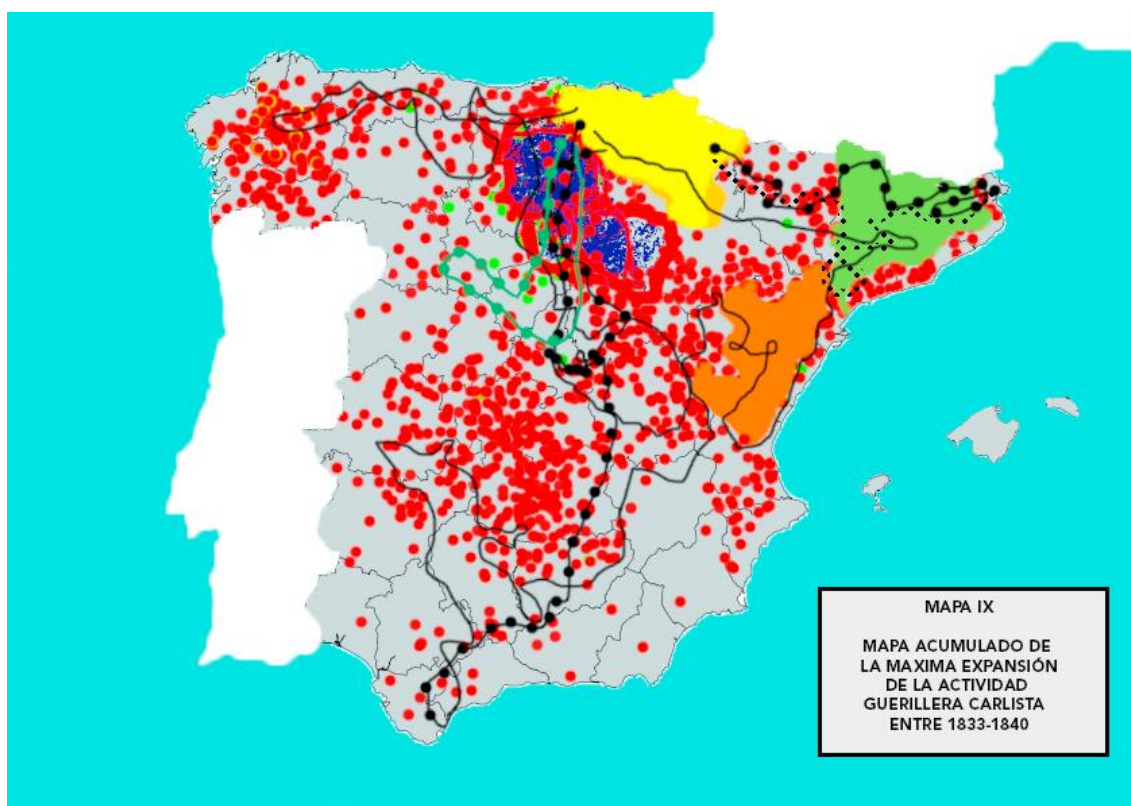 MAPA IX
MAPA ACUMULADO DE
LA MAXIMA EXPANSIÓN
DE LA ACTIVIDAD
GUERILLERA CARLISTA
ENTRE 1833-1840